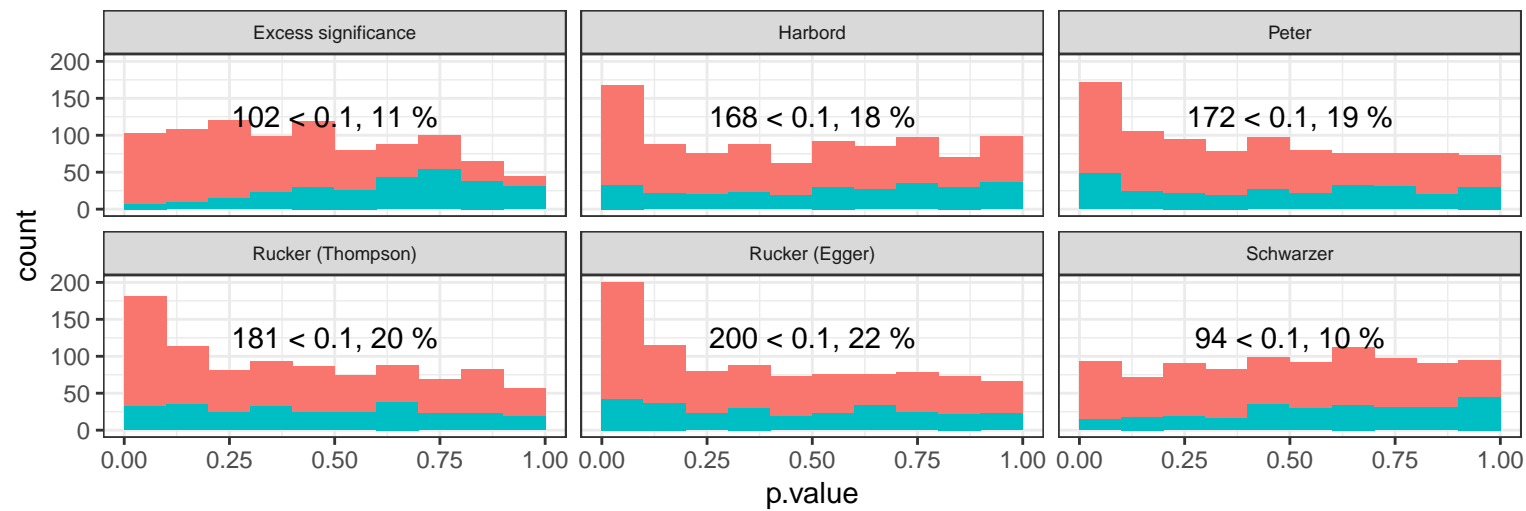 Excess significance
Harbord
Peter
200
150
100
50
0
102 < 0.1, 11 %
168 < 0.1, 18 %
172 < 0.1, 19 %
count
Rucker (Thompson)
Rucker (Egger)
Schwarzer
200
150
100
50
0
181 < 0.1, 20 %
200 < 0.1, 22 %
94 < 0.1, 10 %
0.00 0.25 0.50 0.75 1.00 0.00 0.25 0.50 0.75 1.00 0.00 0.25 0.50 0.75 1.00
p.value